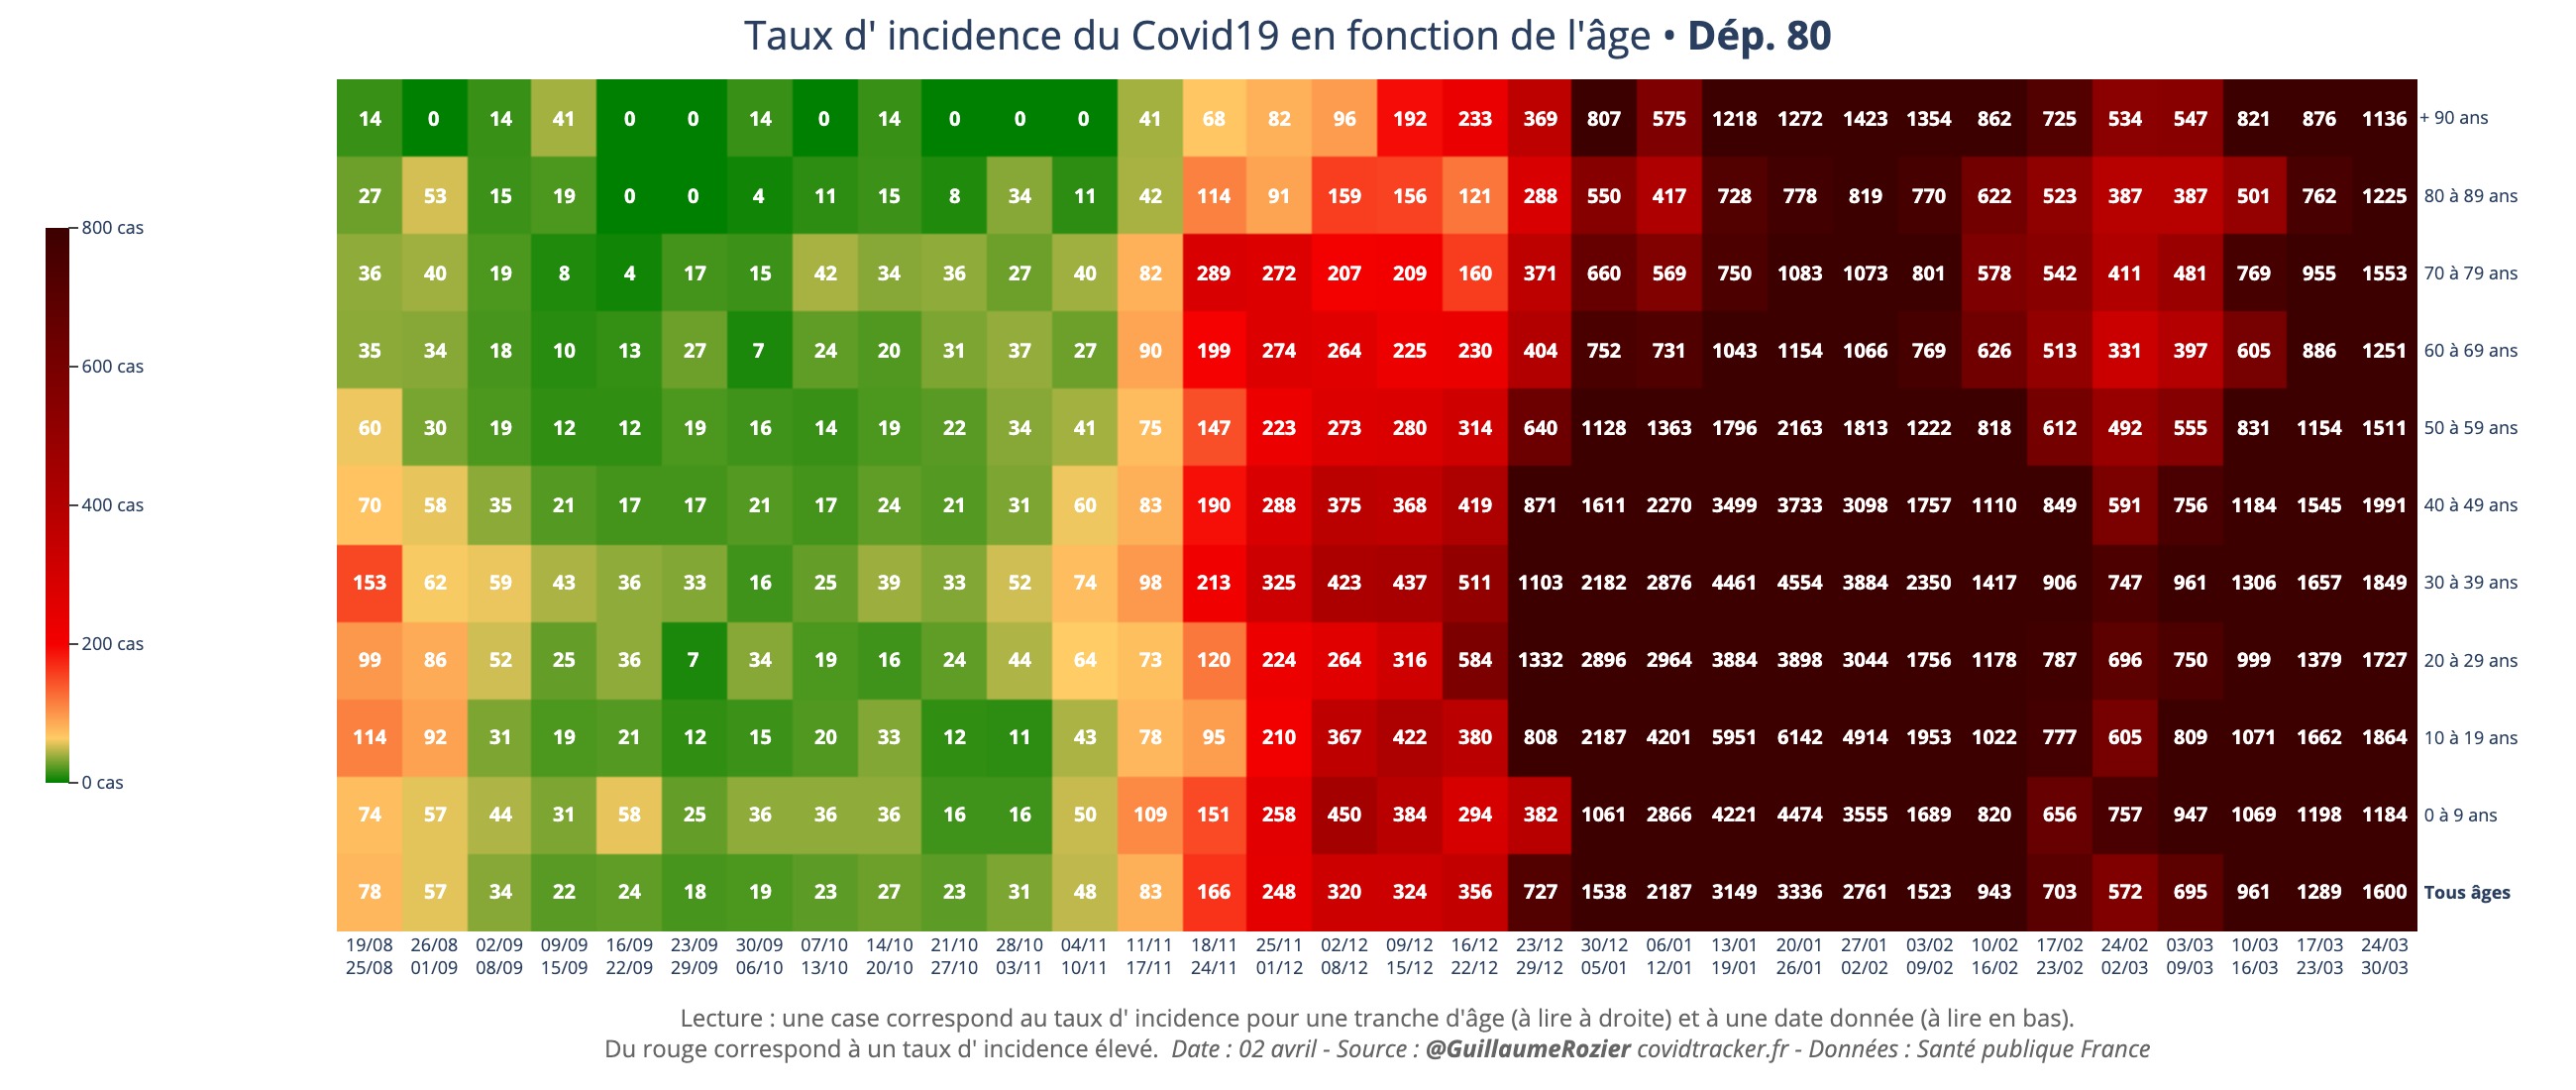 Taux d' incidence du Covid19 en fonction de l'âge • Dép. 80
800 cas
600 cas
400 cas
200 cas
0 cas
14 0 14 41 0 0 14 0 14 0 0 0 41 68 82 96 192 233 369 807 575 1218 1272 1423 1354 862 725 534 547 821 876 1136 + 90 ans
27 53 15 19 0 0 4 11 15 8 34 11 42 114 91 159 156 121 288 550 417 728 778 819 770 622 523 387 387 501 762 1225 80 à 89 ans
36 40 19 8 4 17 15 42 34 36 27 40 82 289 272 207 209 160 371 660 569 750 1083 1073 801 578 542 411 481 769 955 1553 70 à 79 ans
35 34 18 10 13 27 7 24 20 31 37 27 90 199 274 264 225 230 404 752 731 1043 1154 1066 769 626 513 331 397 605 886 1251 60 à 69 ans
60 30 19 12 12 19 16 14 19 22 34 41 75 147 223 273 280 314 640 1128 1363 1796 2163 1813 1222 818 612 492 555 831 1154 1511 50 à 59 ans
70 58 35 21 17 17 21 17 24 21 31 60 83 190 288 375 368 419 871 1611 2270 3499 3733 3098 1757 1110 849 591 756 1184 1545 1991 40 à 49 ans
153 62 59 43 36 33 16 25 39 33 52 74 98 213 325 423 437 511 1103 2182 2876 4461 4554 3884 2350 1417 906 747 961 1306 1657 1849 30 à 39 ans
99 86 52 25 36 7 34 19 16 24 44 64 73 120 224 264 316 584 1332 2896 2964 3884 3898 3044 1756 1178 787 696 750 999 1379 1727 20 à 29 ans
114 92 31 19 21 12 15 20 33 12 11 43 78 95 210 367 422 380 808 2187 4201 5951 6142 4914 1953 1022 777 605 809 1071 1662 1864 10 à 19 ans
74 57 44 31 58 25 36 36 36 16 16 50 109 151 258 450 384 294 382 1061 2866 4221 4474 3555 1689 820 656 757 947 1069 1198 1184 0 à 9 ans
78 57 34 22 24 18 19 23 27 23 31 48 83 166 248 320 324 356 727 1538 2187 3149 3336 2761 1523 943 703 572 695 961 1289 1600 Tous âges
19/08 26/08 02/09 09/09 16/09 23/09 30/09 07/10 14/10 21/10 28/10 04/11 11/11 18/11 25/11 02/12 09/12 16/12 23/12 30/12 06/01 13/01 20/01 27/01 03/02 10/02 17/02 24/02 03/03 10/03 17/03 24/03
25/08 01/09 08/09 15/09 22/09 29/09 06/10 13/10 20/10 27/10 03/11 10/11 17/11 24/11 01/12 08/12 15/12 22/12 29/12 05/01 12/01 19/01 26/01 02/02 09/02 16/02 23/02 02/03 09/03 16/03 23/03 30/03
Lecture : une case correspond au taux d' incidence pour une tranche d'âge (à lire à droite) et à une date donnée (à lire en bas).
Du rouge correspond à un taux d' incidence élevé. Date : 02 avril - Source : @GuillaumeRozier covidtracker.fr - Données : Santé publique France